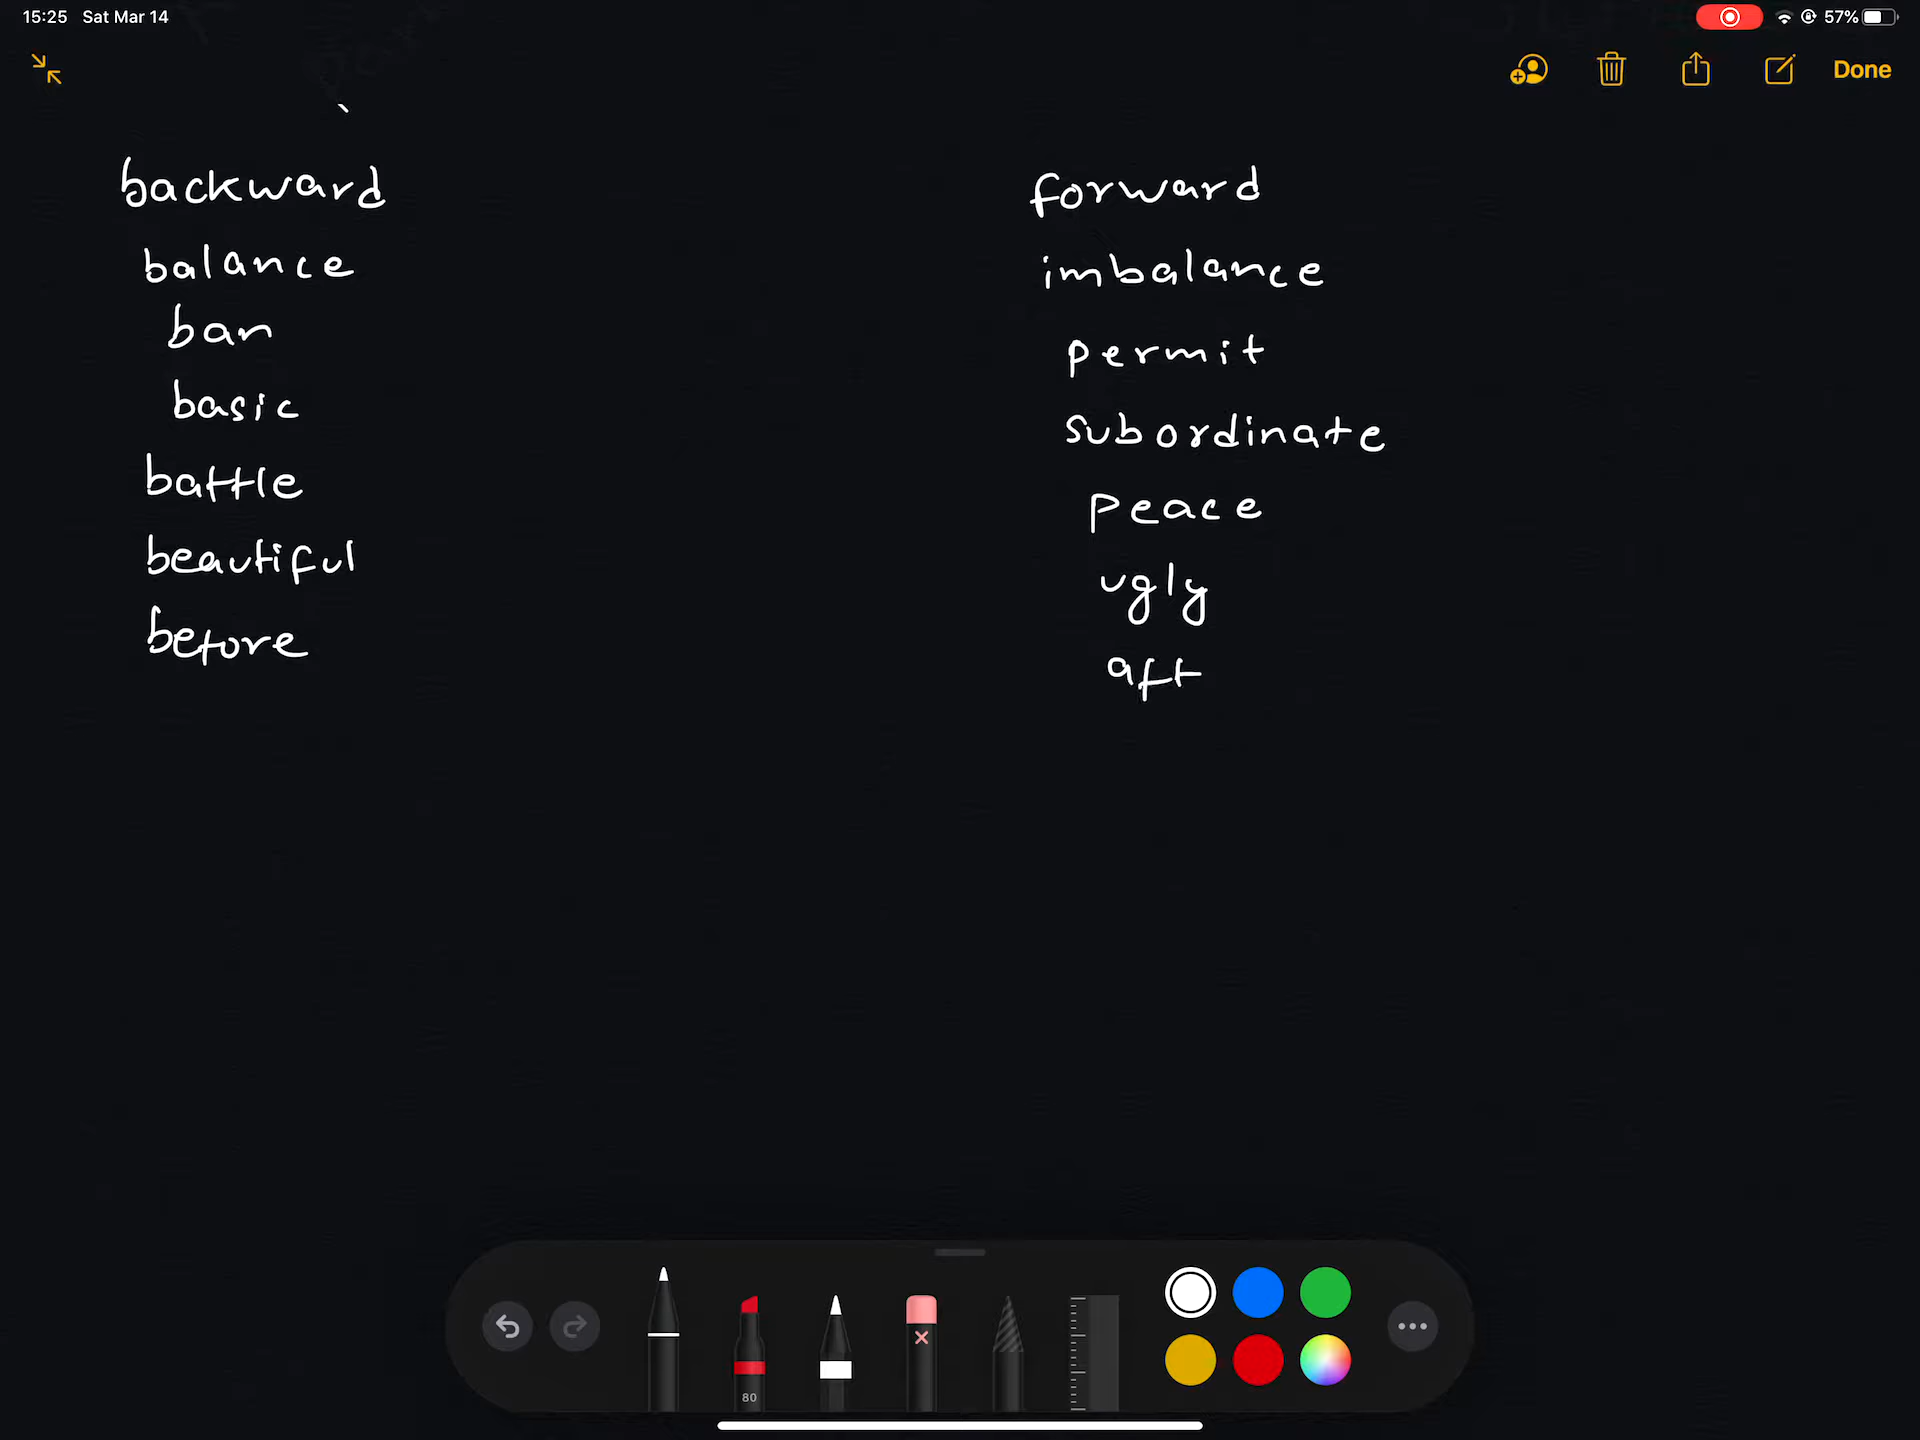 15:25 Sat Mar 14 57%
Done
backward forward
balance imbalance
ban permit
basic subordinate
battle peace
beautiful ugly
before aft
80